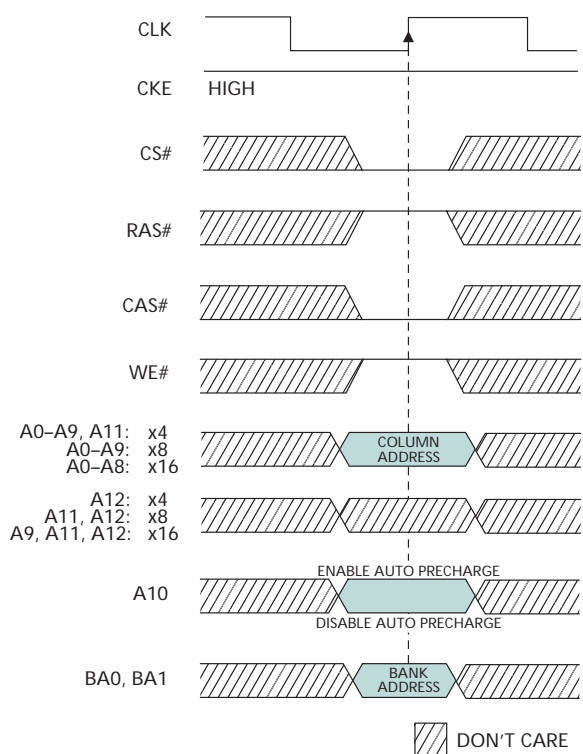 CLK
CKE HIGH
CS#
RAS#
CAS#
WE#
A0–A9, A11: x4
A0–A9: x8
A0–A8: x16
COLUMN
ADDRESS
A12: x4
A11, A12: x8
A9, A11, A12: x16
ENABLE AUTO PRECHARGE
A10
DISABLE AUTO PRECHARGE
BA0, BA1
BANK
ADDRESS
DON'T CARE